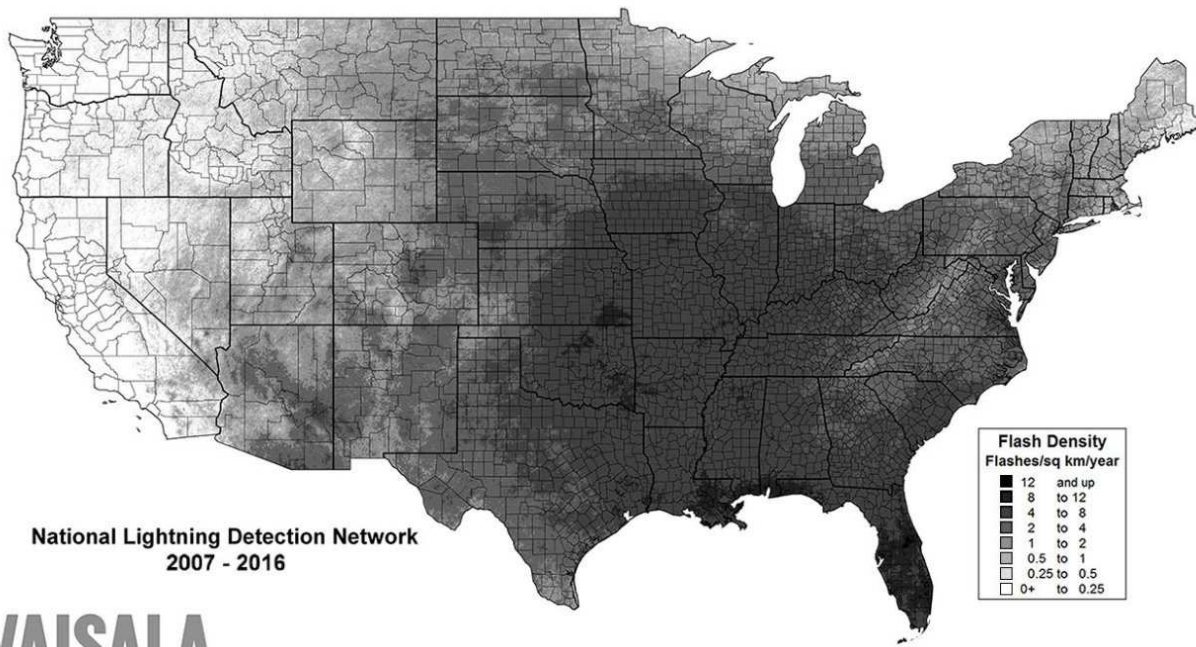 Flash Density
Flashes/sq km/year
12 and up
8 to 12
4 to 8
2 to 4
1 to 2
0.5 to 1
0.25 to 0.5
0+ to 0.25
National Lightning Detection Network
2007 - 2016
VAISALA